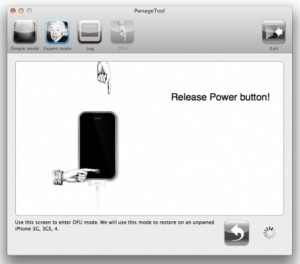 PwnageTool
Simple mode
Expert mode
Log
DFU
Exit
Release Power button!
Use this screen to enter DFU mode. We will use this mode to restore on an unpwned
iPhone 3G, 3GS, 4.